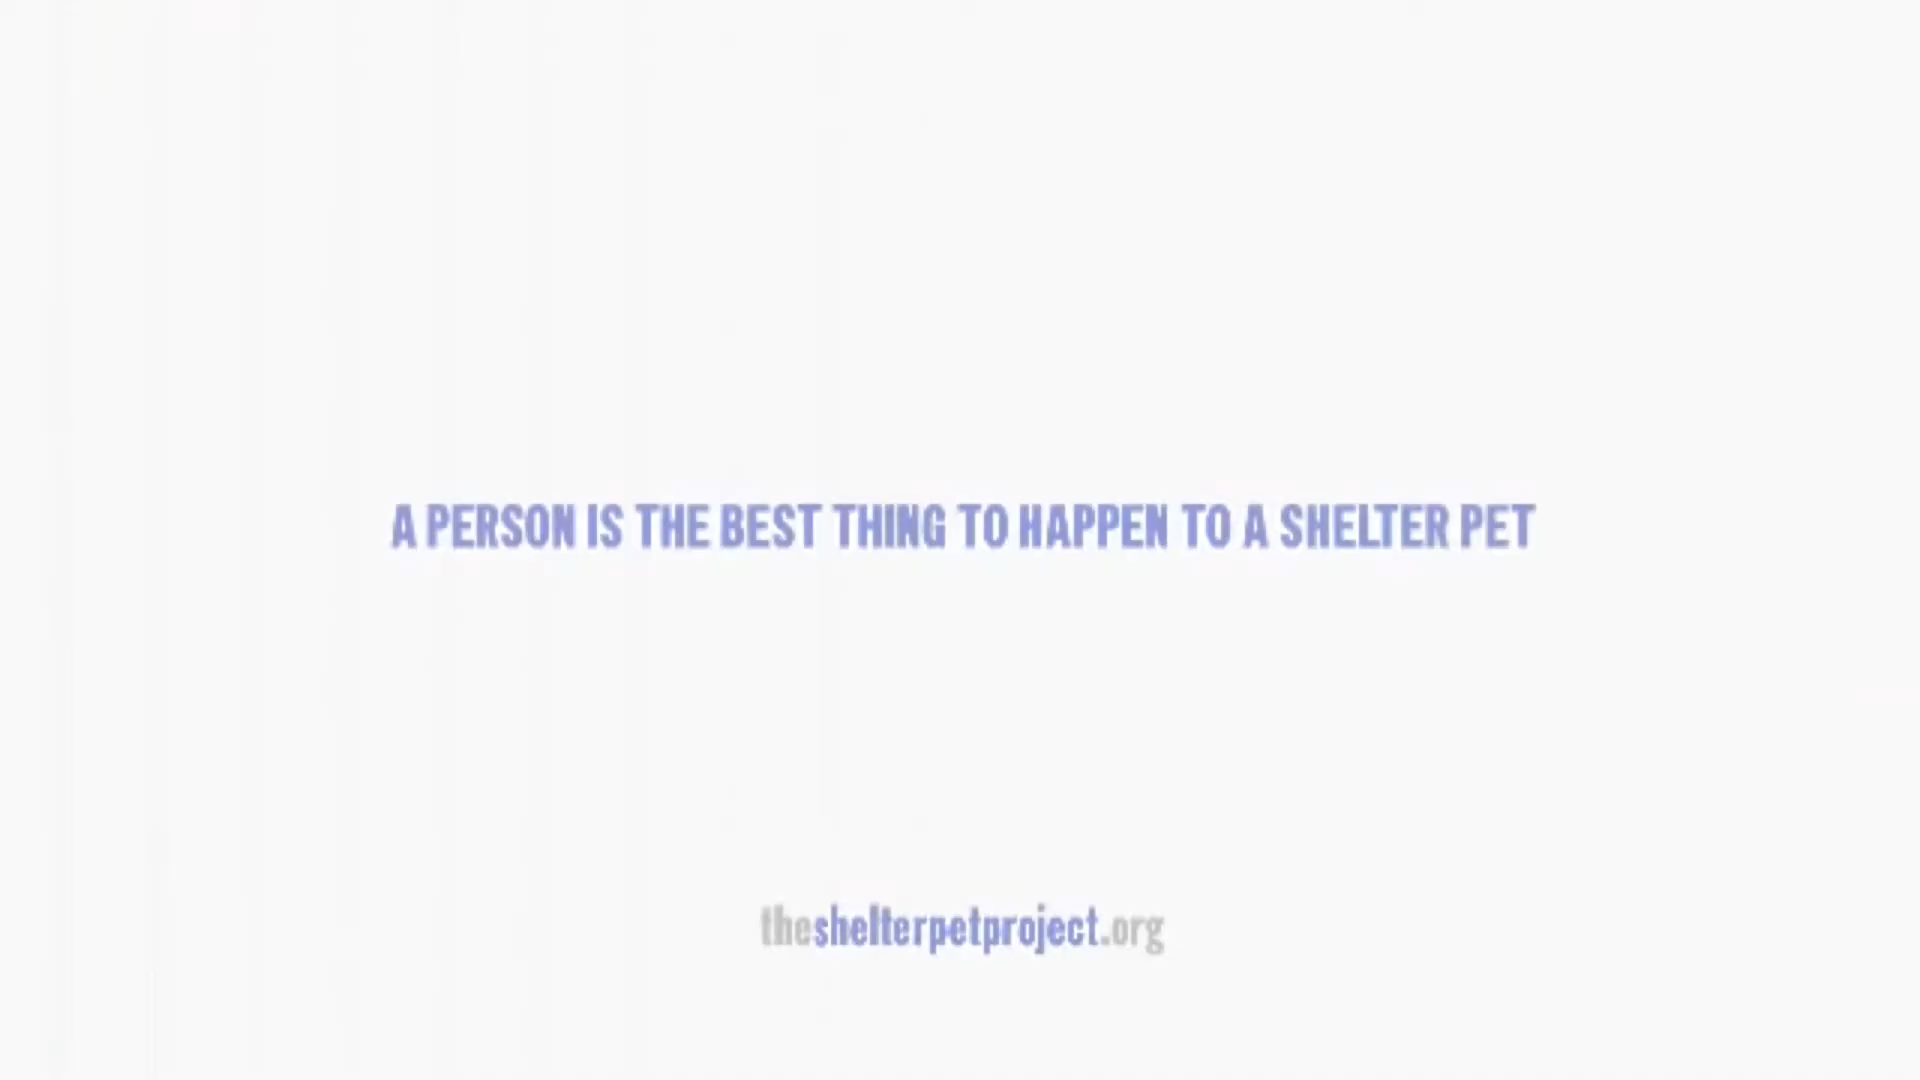 A PERSON IS THE BEST THING TO HAPPEN TO A SHELTER PET
theshelterpetproject.org